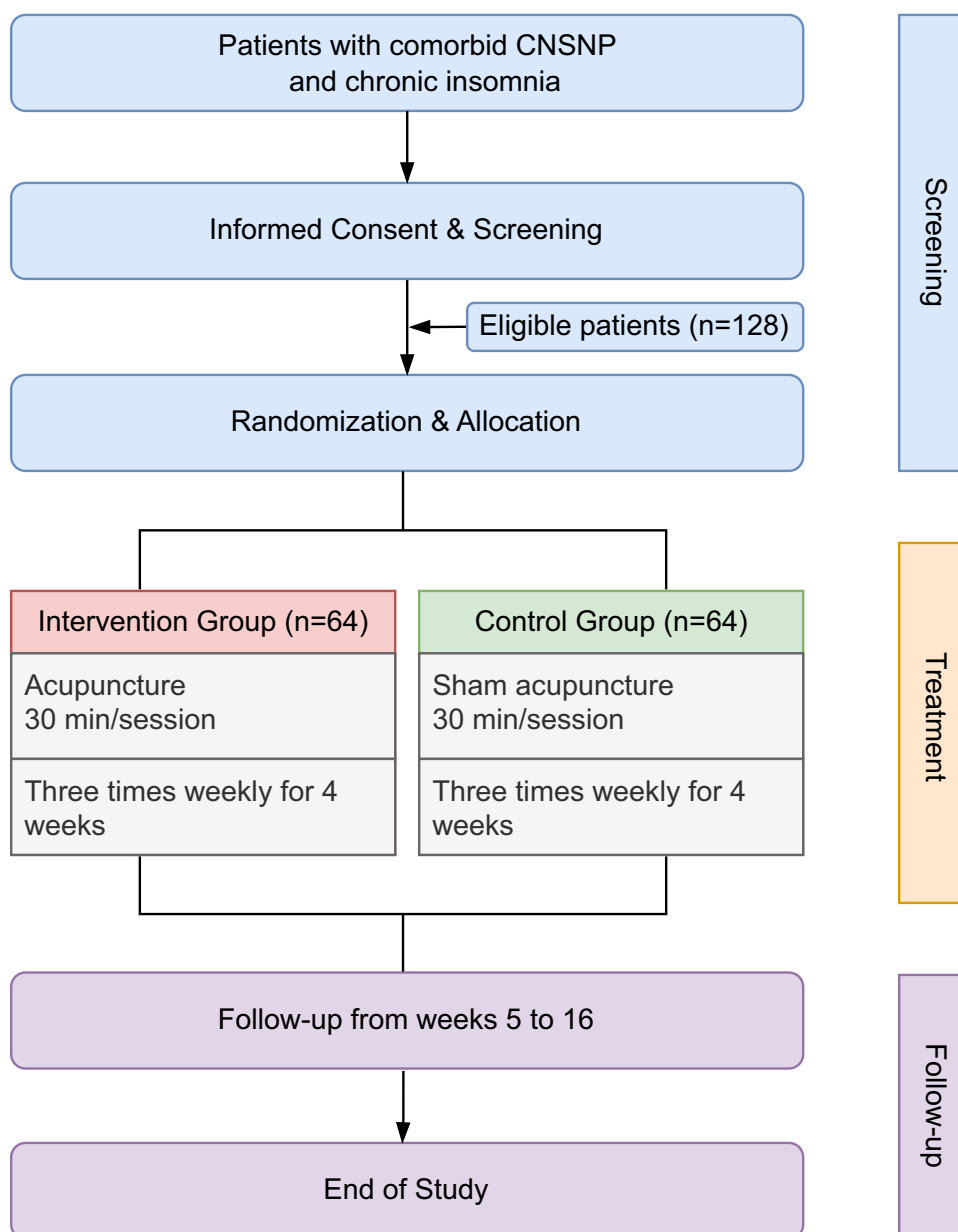 Patients with comorbid CNSNP
and chronic insomnia
Informed Consent & Screening
Eligible patients (n=128)
Randomization & Allocation
Screening
Intervention Group (n=64)
Acupuncture
30 min/session
Three times weekly for 4
weeks
Control Group (n=64)
Sham acupuncture
30 min/session
Three times weekly for 4
weeks
Treatment
Follow-up from weeks 5 to 16
End of Study
Follow-up